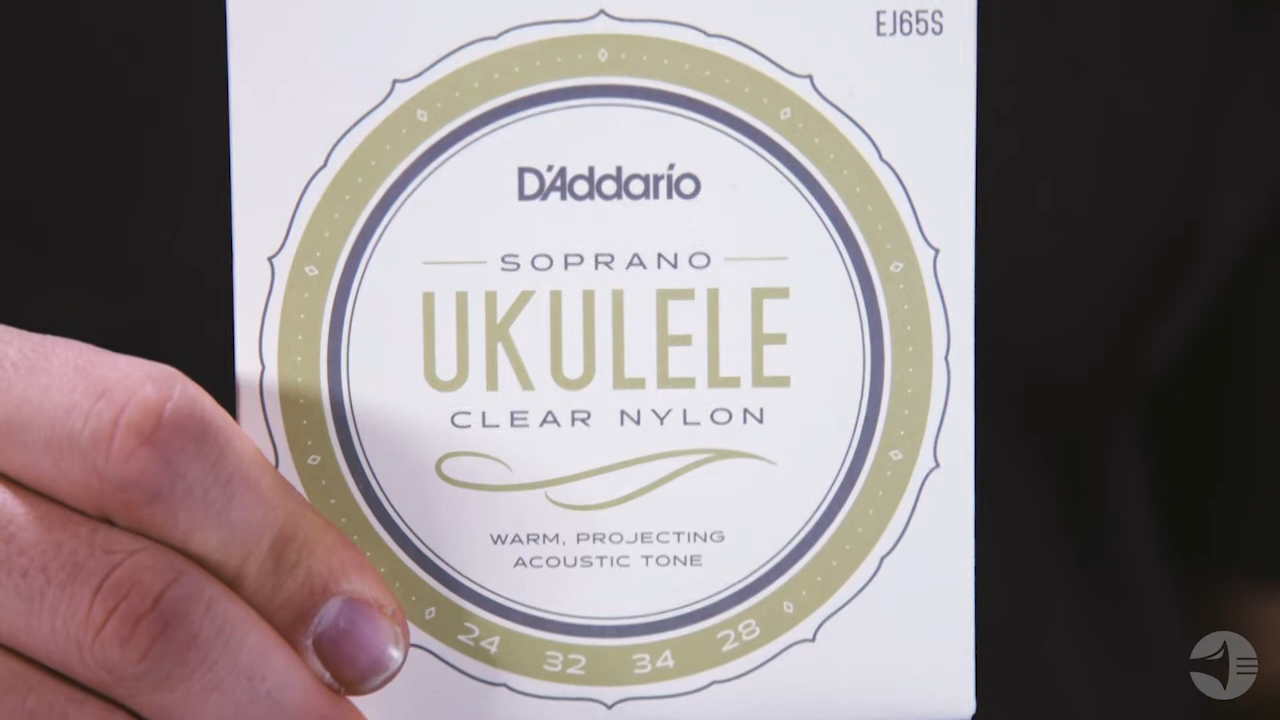 EJ65S
D'Addario
SOPRANO
UKULELE
CLEAR NYLON
WARM, PROJECTING
ACOUSTIC TONE
24 32 34 28